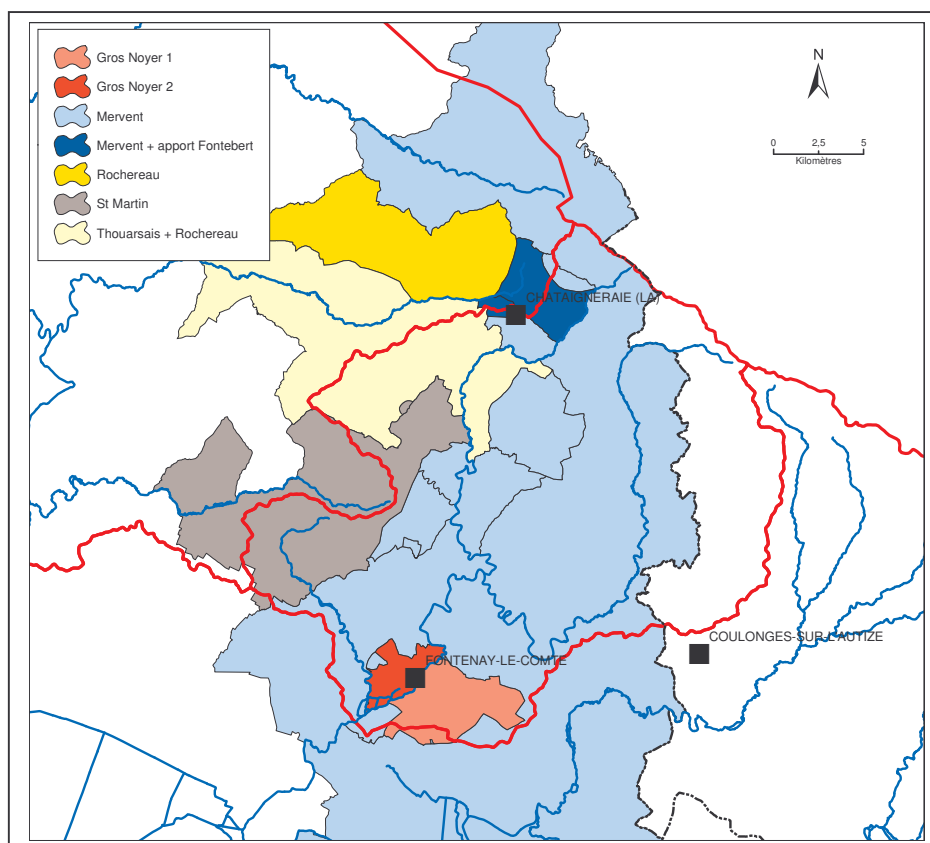 Gros Noyer 1
Gros Noyer 2
Mervent
Mervent + apport Fontebert
Rochereau
St Martin
Thouarsais + Rochereau
N
0 2,5 5
Kilomètres
CHATAIGNERAIE (LA)
COULONGES-SUR-L'AUTIZE
FONTENAY-LE-COMTE